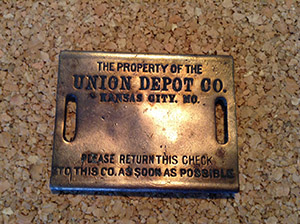 THE PROPERTY OF THE
UNION DEPOT CO.
KANSAS CITY. MO.
PLEASE RETURN THIS CHECK
TO THIS CO. AS SOON AS POSSIBLE